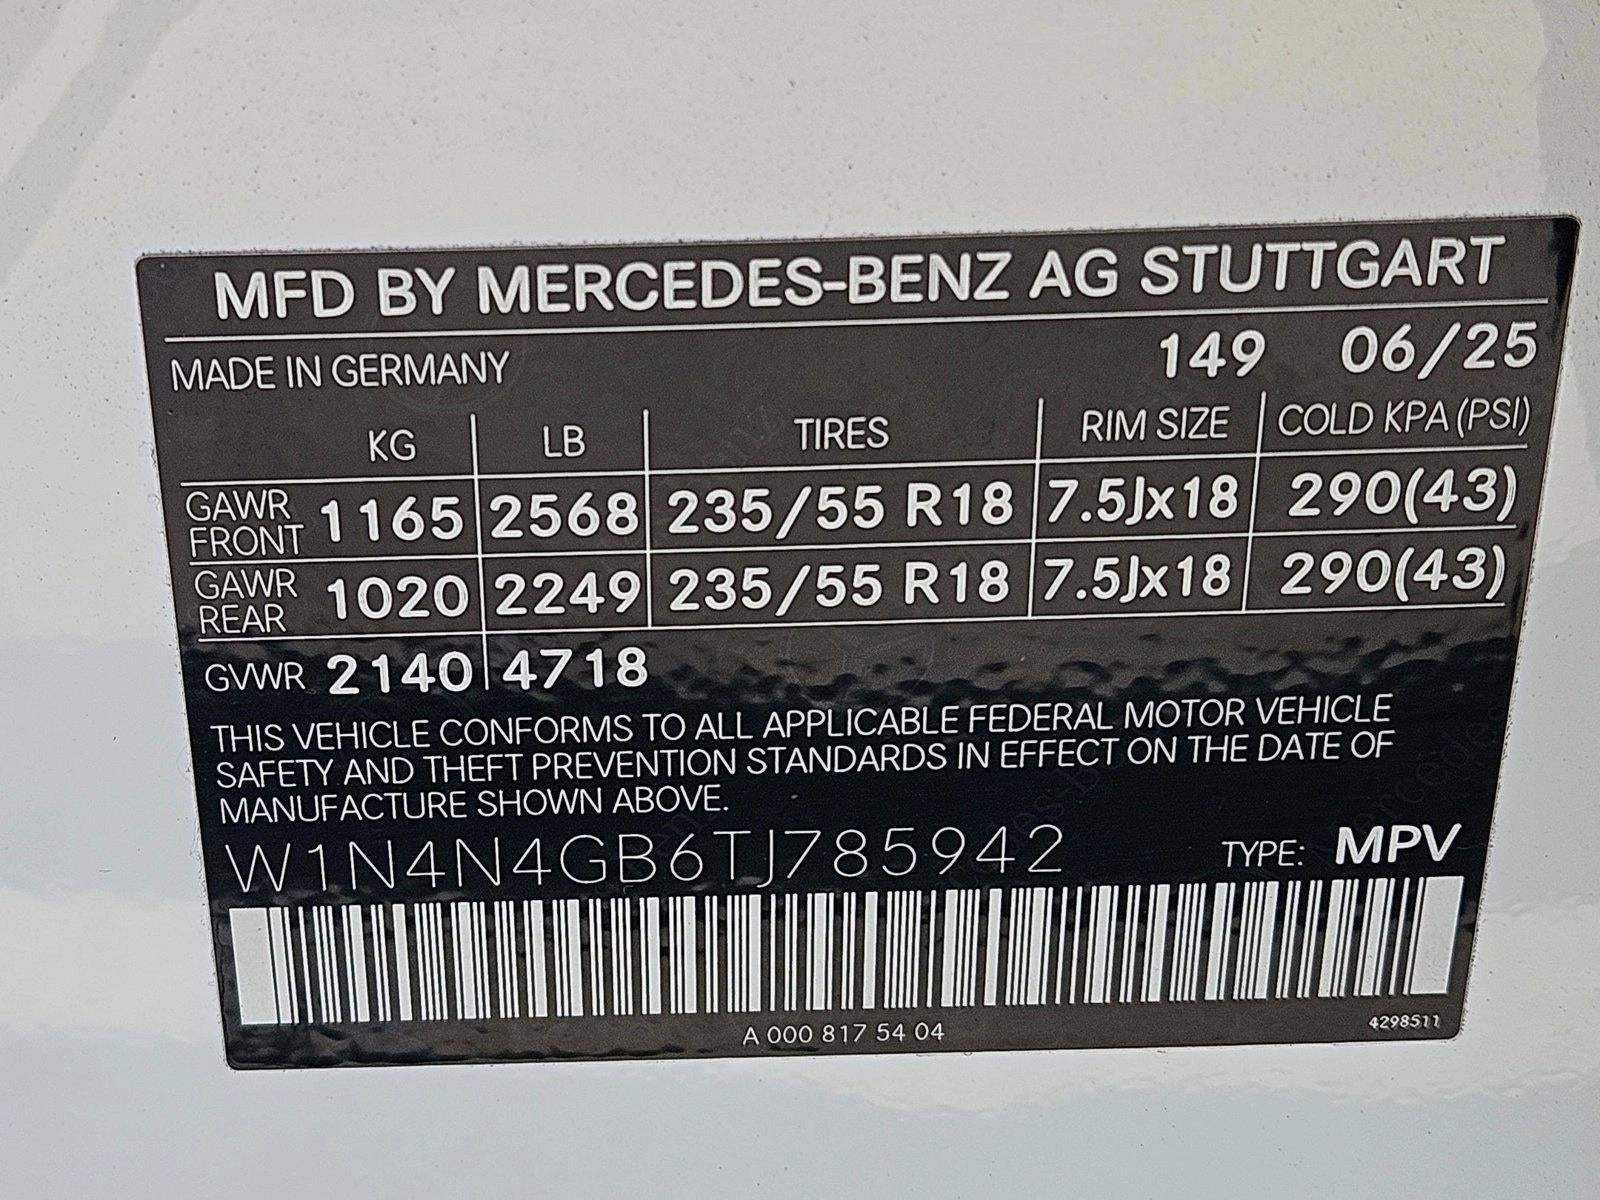 MFD BY MERCEDES-BENZ AG STUTTGART
MADE IN GERMANY 149 06/25
KG LB TIRES RIM SIZE COLD KPA (PSI)
GAWR FRONT 1165 2568 235/55 R18 7.5Jx18 290(43)
GAWR REAR 1020 2249 235/55 R18 7.5Jx18 290(43)
GVWR 2140 4718
THIS VEHICLE CONFORMS TO ALL APPLICABLE FEDERAL MOTOR VEHICLE
SAFETY AND THEFT PREVENTION STANDARDS IN EFFECT ON THE DATE OF
MANUFACTURE SHOWN ABOVE.
W1N4N4GB6TJ785942 TYPE: MPV
A 000 817 54 04 4298511